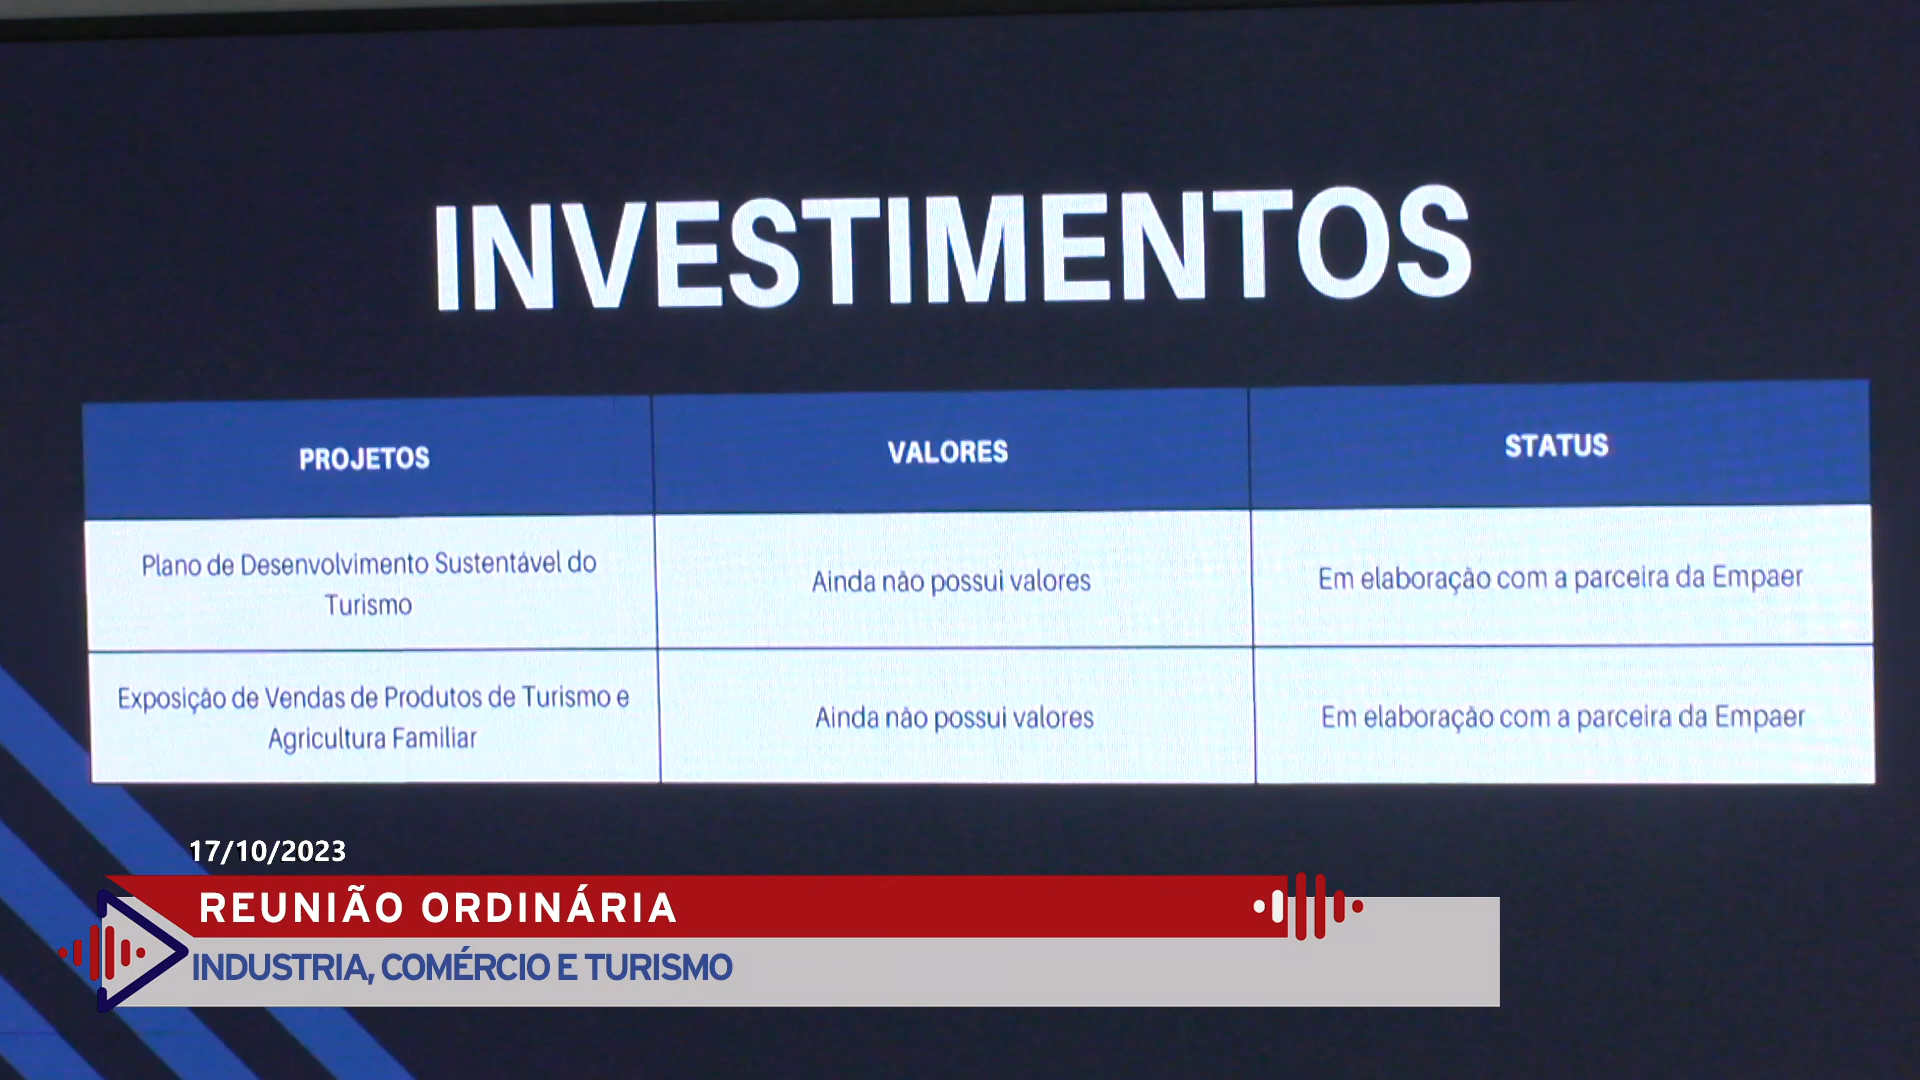 INVESTIMENTOS
PROJETOS
VALORES
STATUS
Plano de Desenvolvimento Sustentável do
Turismo
Ainda não possui valores
Em elaboração com a parceira da Empaer
Exposição de Vendas de Produtos de Turismo e
Agricultura Familiar
Ainda não possui valores
Em elaboração com a parceira da Empaer
17/10/2023
REUNIÃO ORDINÁRIA
INDUSTRIA, COMÉRCIO E TURISMO